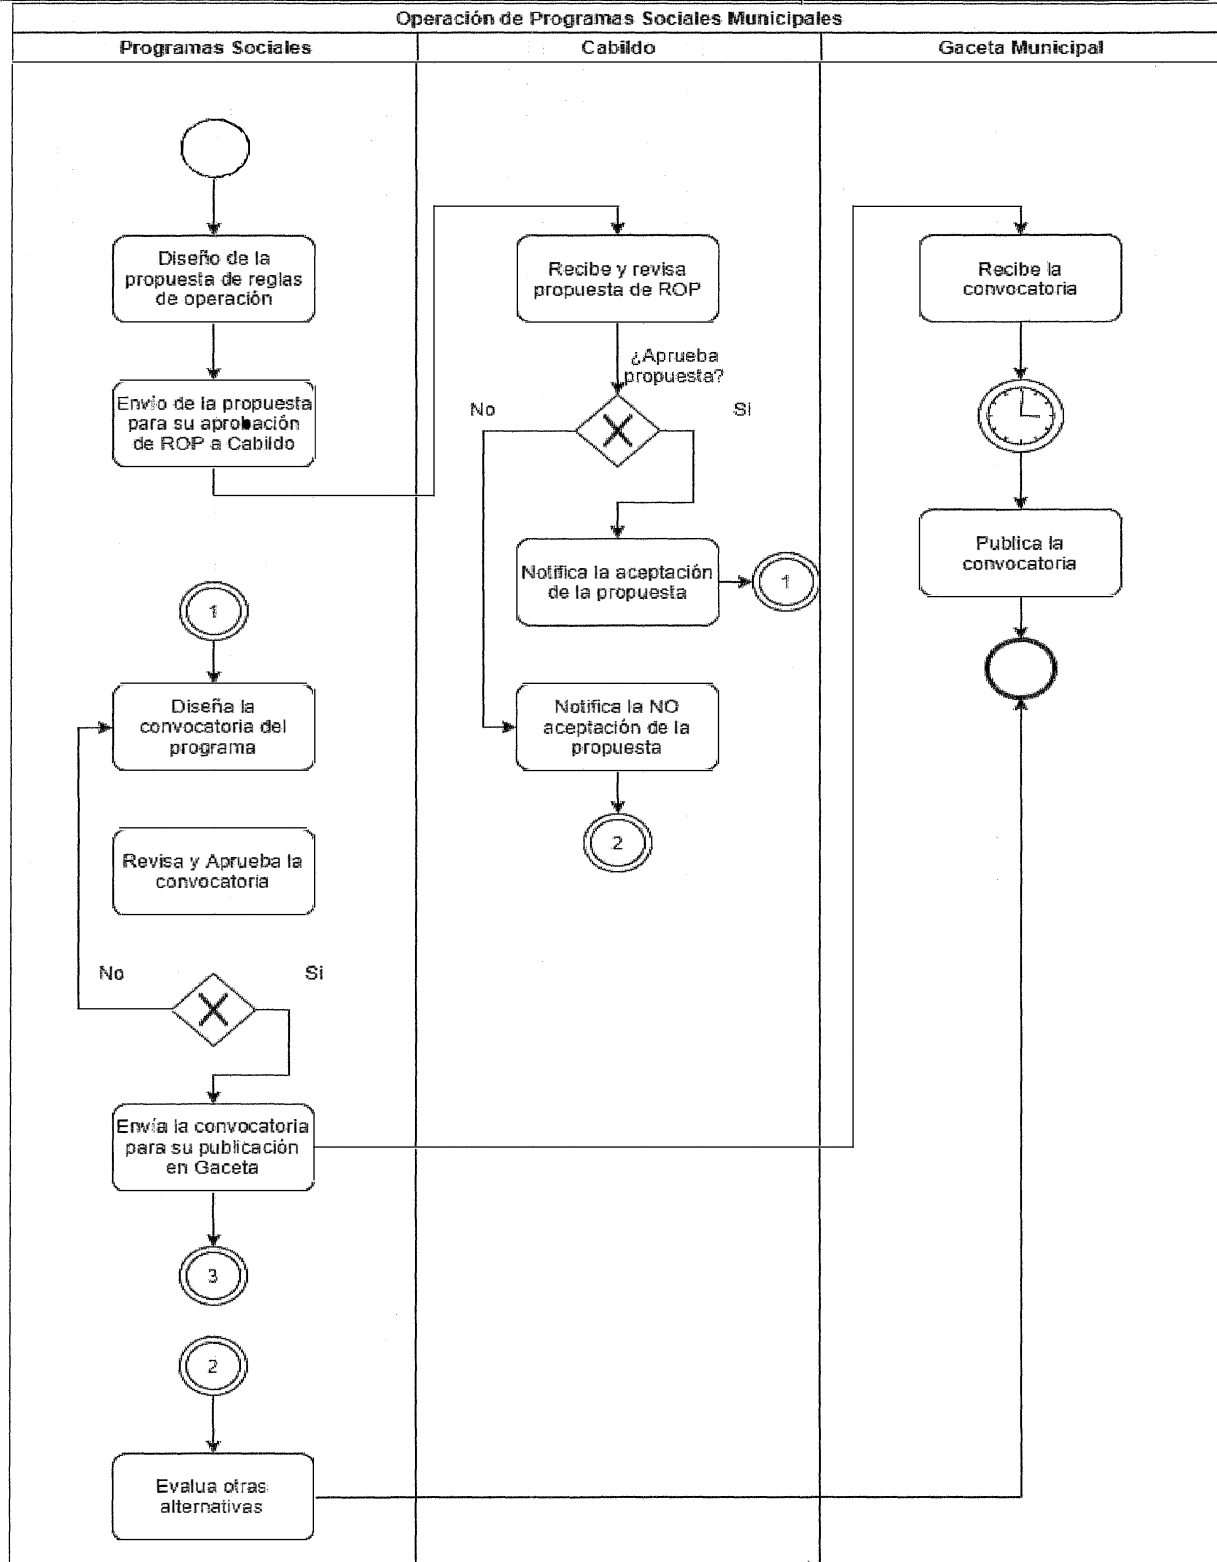 Operación de Programas Sociales Municipales
Programas Sociales
Cabildo
Gaceta Municipal
Diseño de la
propuesta de reglas
de operación
Envío de la propuesta
para su aprobación
de ROP a Cabildo
1
Diseña la
convocatoria del
programa
Revisa y Aprueba la
convocatoria
No
Si
Envía la convocatoria
para su publicación
en Gaceta
3
2
Evalua otras
alternativas
Recibe y revisa
propuesta de ROP
¿Aprueba
propuesta?
No
Si
Notifica la aceptación
de la propuesta
1
Notifica la NO
aceptación de la
propuesta
2
Recibe la
convocatoria
Publica la
convocatoria